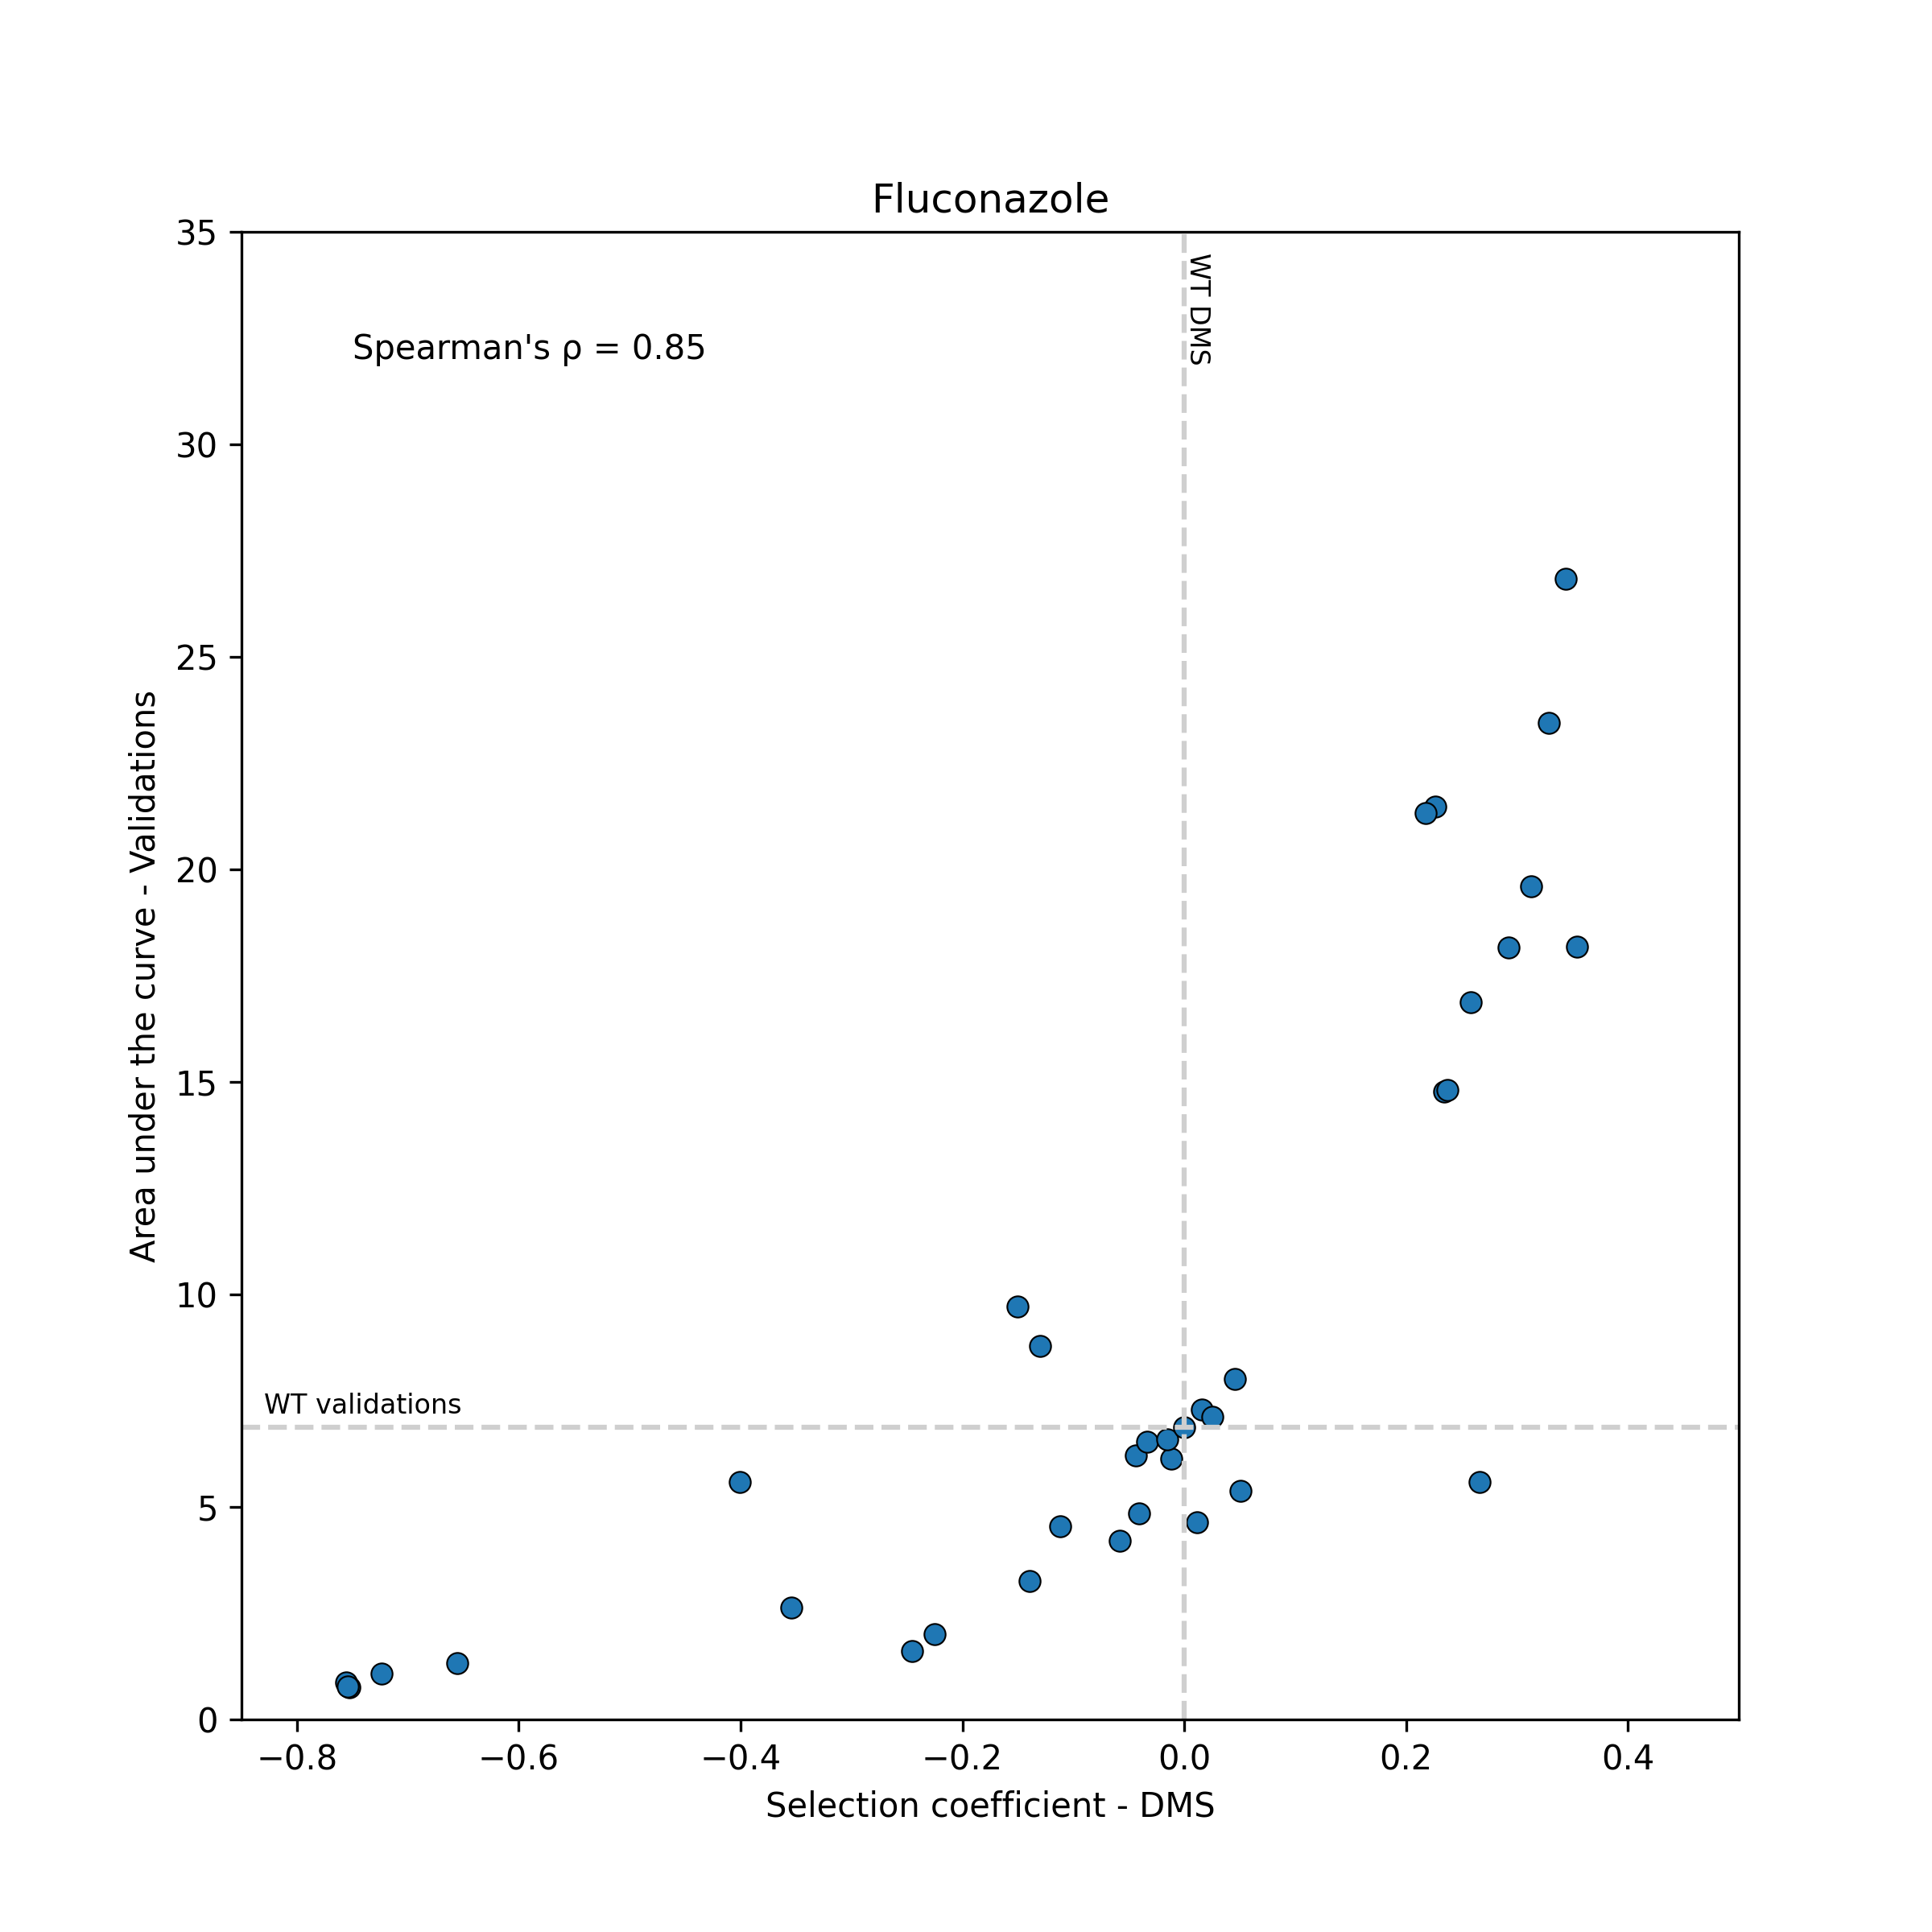 Fluconazole
35
30
25
20
15
10
5
0
Area under the curve - Validations
Spearman's ρ = 0.85
WT DMS
WT validations
−0.8
−0.6
−0.4
−0.2
0.0
0.2
0.4
Selection coefficient - DMS